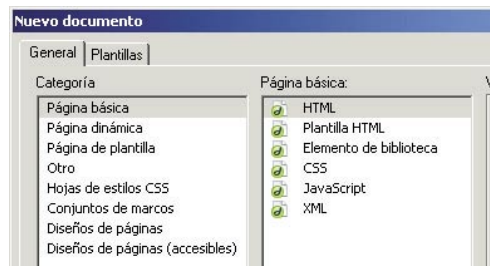 Nuevo documento
General
Plantillas
Categoría
Página básica
Página dinámica
Página de plantilla
Otro
Hojas de estilos CSS
Conjuntos de marcos
Diseños de páginas
Diseños de páginas (accesibles)
Página básica:
HTML
Plantilla HTML
Elemento de biblioteca
CSS
JavaScript
XML